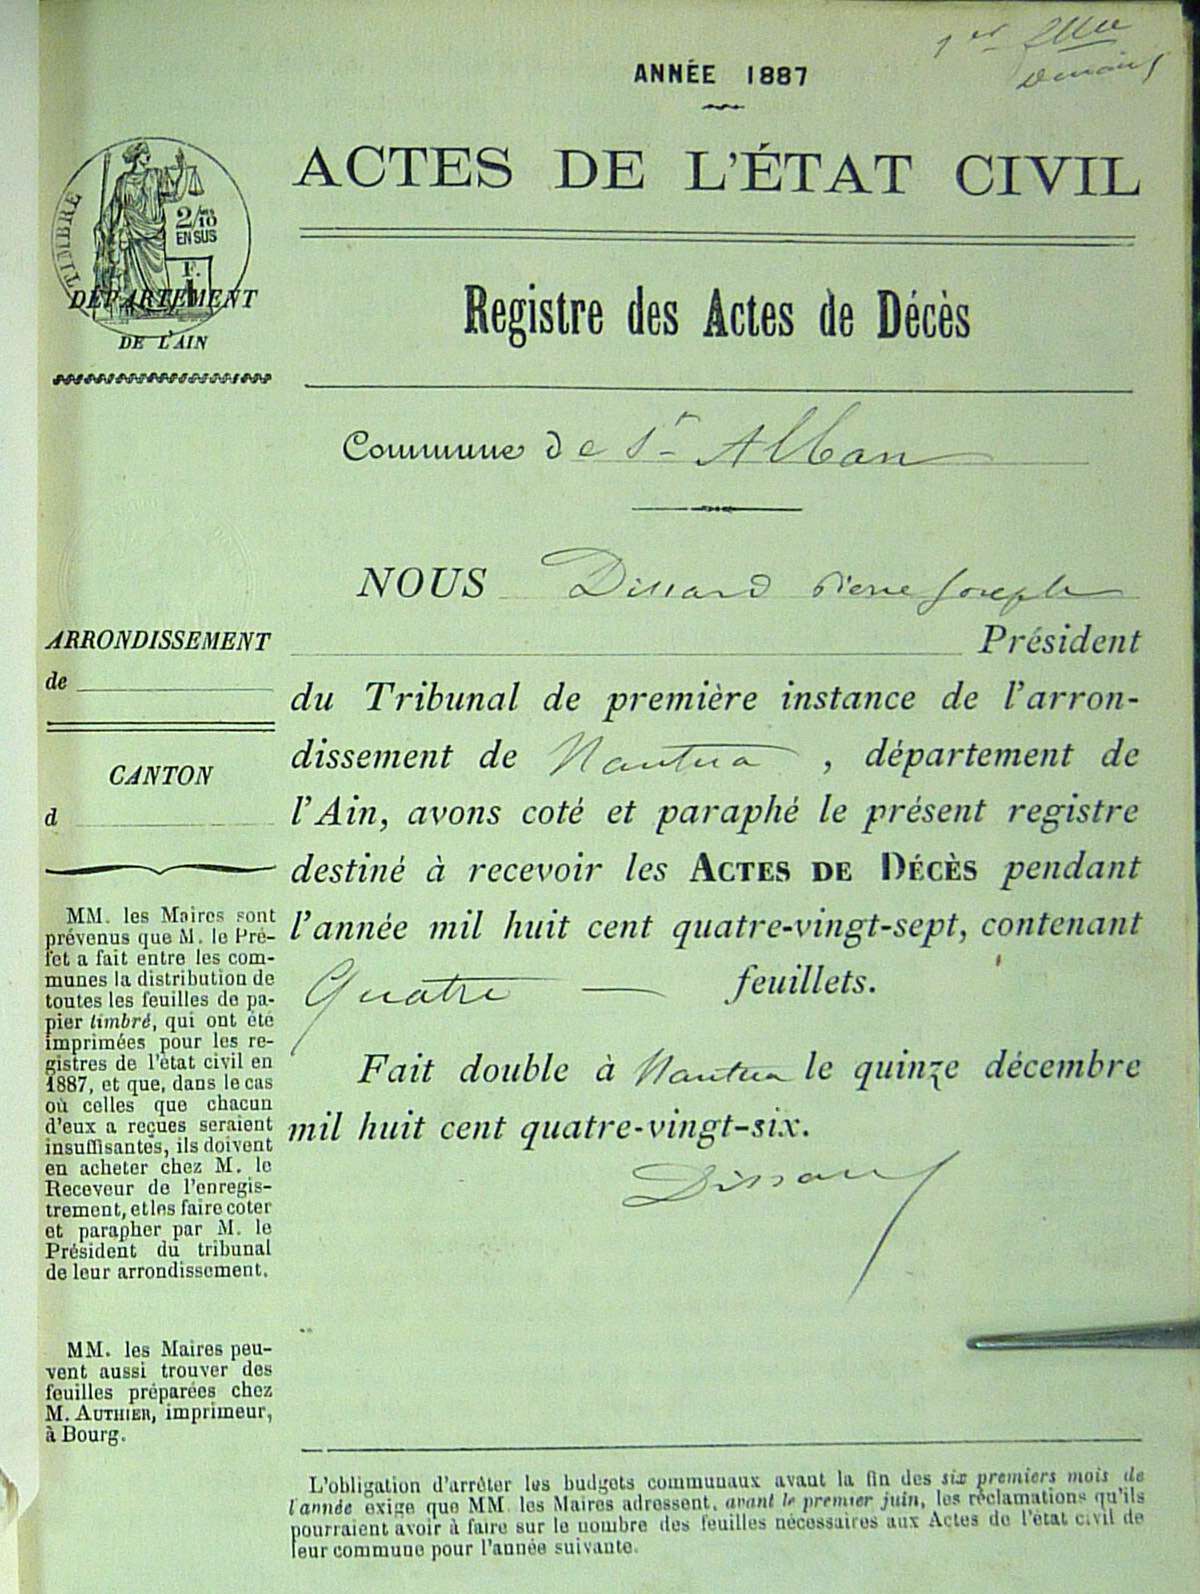 1er flle
Dissard
ANNÉE 1887
ACTES DE L'ÉTAT CIVIL
TIMBRE
2/10 EN SUS
F. 1
DÉPARTEMENT
DE L'AIN
Registre des Actes de Décès
Commune de St Alban
NOUS Dissard Pierre Joseph
Président
du Tribunal de première instance de l'arron-
dissement de Nantua, département de
l'Ain, avons coté et paraphé le présent registre
destiné à recevoir les ACTES DE DÉCÈS pendant
l'année mil huit cent quatre-vingt-sept, contenant
Quatre — feuillets.
Fait double à Nantua le quinze décembre
mil huit cent quatre-vingt-six.
Dissard
ARRONDISSEMENT
de
CANTON
d
MM. les Maires sont
prévenus que M. le Pré-
fet a fait entre les com-
munes la distribution de
toutes les feuilles de pa-
pier timbré, qui ont été
imprimées pour les re-
gistres de l'état civil en
1887, et que, dans le cas
où celles que chacun
d'eux a reçues seraient
insuffisantes, ils doivent
en acheter chez M. le
Receveur de l'enregis-
trement, et les faire coter
et parapher par M. le
Président du tribunal
de leur arrondissement.
MM. les Maires peu-
vent aussi trouver des
feuilles préparées chez
M. AUTHIER, imprimeur,
à Bourg.
L'obligation d'arrêter les budgets communaux avant la fin des six premiers mois de
l'année exige que MM. les Maires adressent, avant le premier juin, les réclamations qu'ils
pourraient avoir à faire sur le nombre des feuilles nécessaires aux Actes de l'état civil de
leur commune pour l'année suivante.